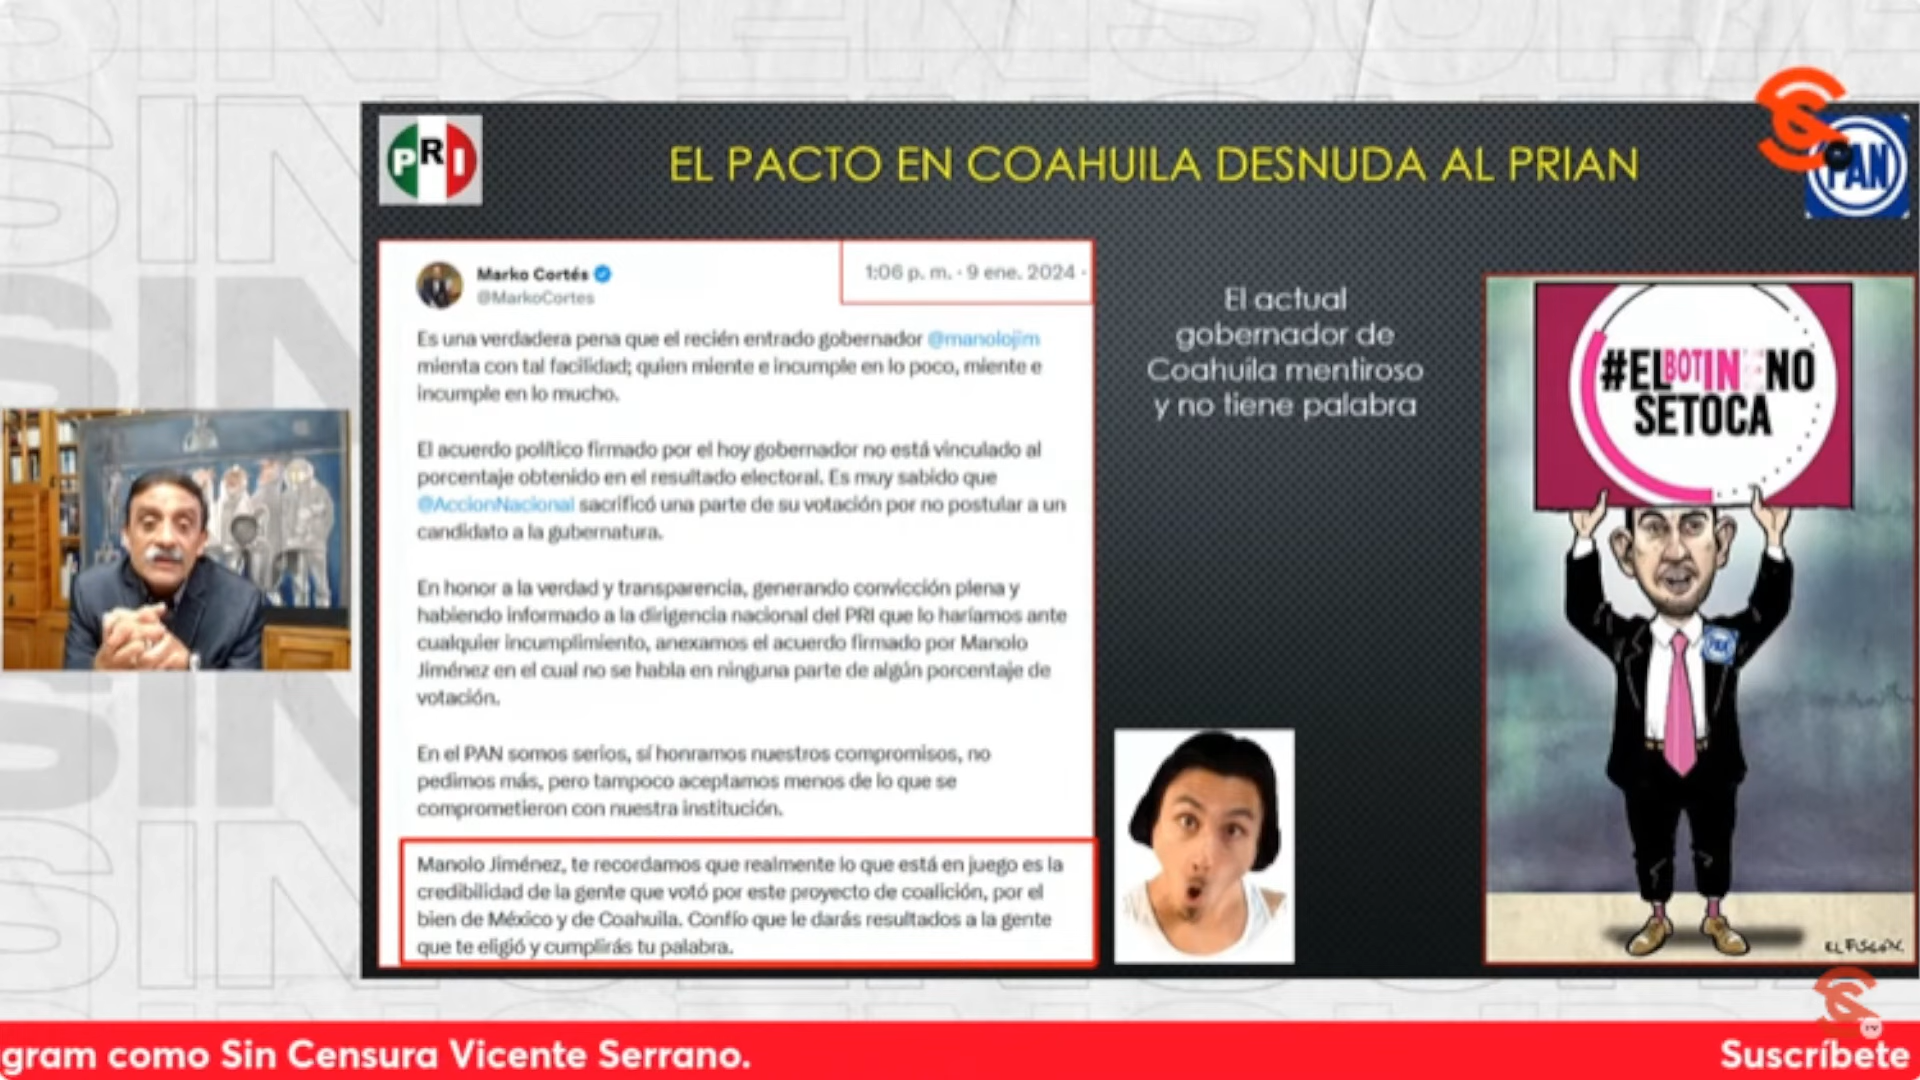 PRI
EL PACTO EN COAHUILA DESNUDA AL PRIAN
PAN
Marko Cortés
@MarkoCortes
1:06 p. m. · 9 ene. 2024 ·
Es una verdadera pena que el recién entrado gobernador @manolojim
mienta con tal facilidad; quien miente e incumple en lo poco, miente e
incumple en lo mucho.
El acuerdo político firmado por el hoy gobernador no está vinculado al
porcentaje obtenido en el resultado electoral. Es muy sabido que
@AccionNacional sacrificó una parte de su votación por no postular a un
candidato a la gubernatura.
En honor a la verdad y transparencia, generando convicción plena y
habiendo informado a la dirigencia nacional del PRI que lo haríamos ante
cualquier incumplimiento, anexamos el acuerdo firmado por Manolo
Jiménez en el cual no se habla en ninguna parte de algún porcentaje de
votación.
En el PAN somos serios, sí honramos nuestros compromisos, no
pedimos más, pero tampoco aceptamos menos de lo que se
comprometieron con nuestra institución.
Manolo Jiménez, te recordamos que realmente lo que está en juego es la
credibilidad de la gente que votó por este proyecto de coalición, por el
bien de México y de Coahuila. Confío que le darás resultados a la gente
que te eligió y cumplirás tu palabra.
El actual
gobernador de
Coahuila mentiroso
y no tiene palabra
#ELBOTIN NO
SETOCA
PAN
EL FISGÓN.
gram como Sin Censura Vicente Serrano.
Suscríbete